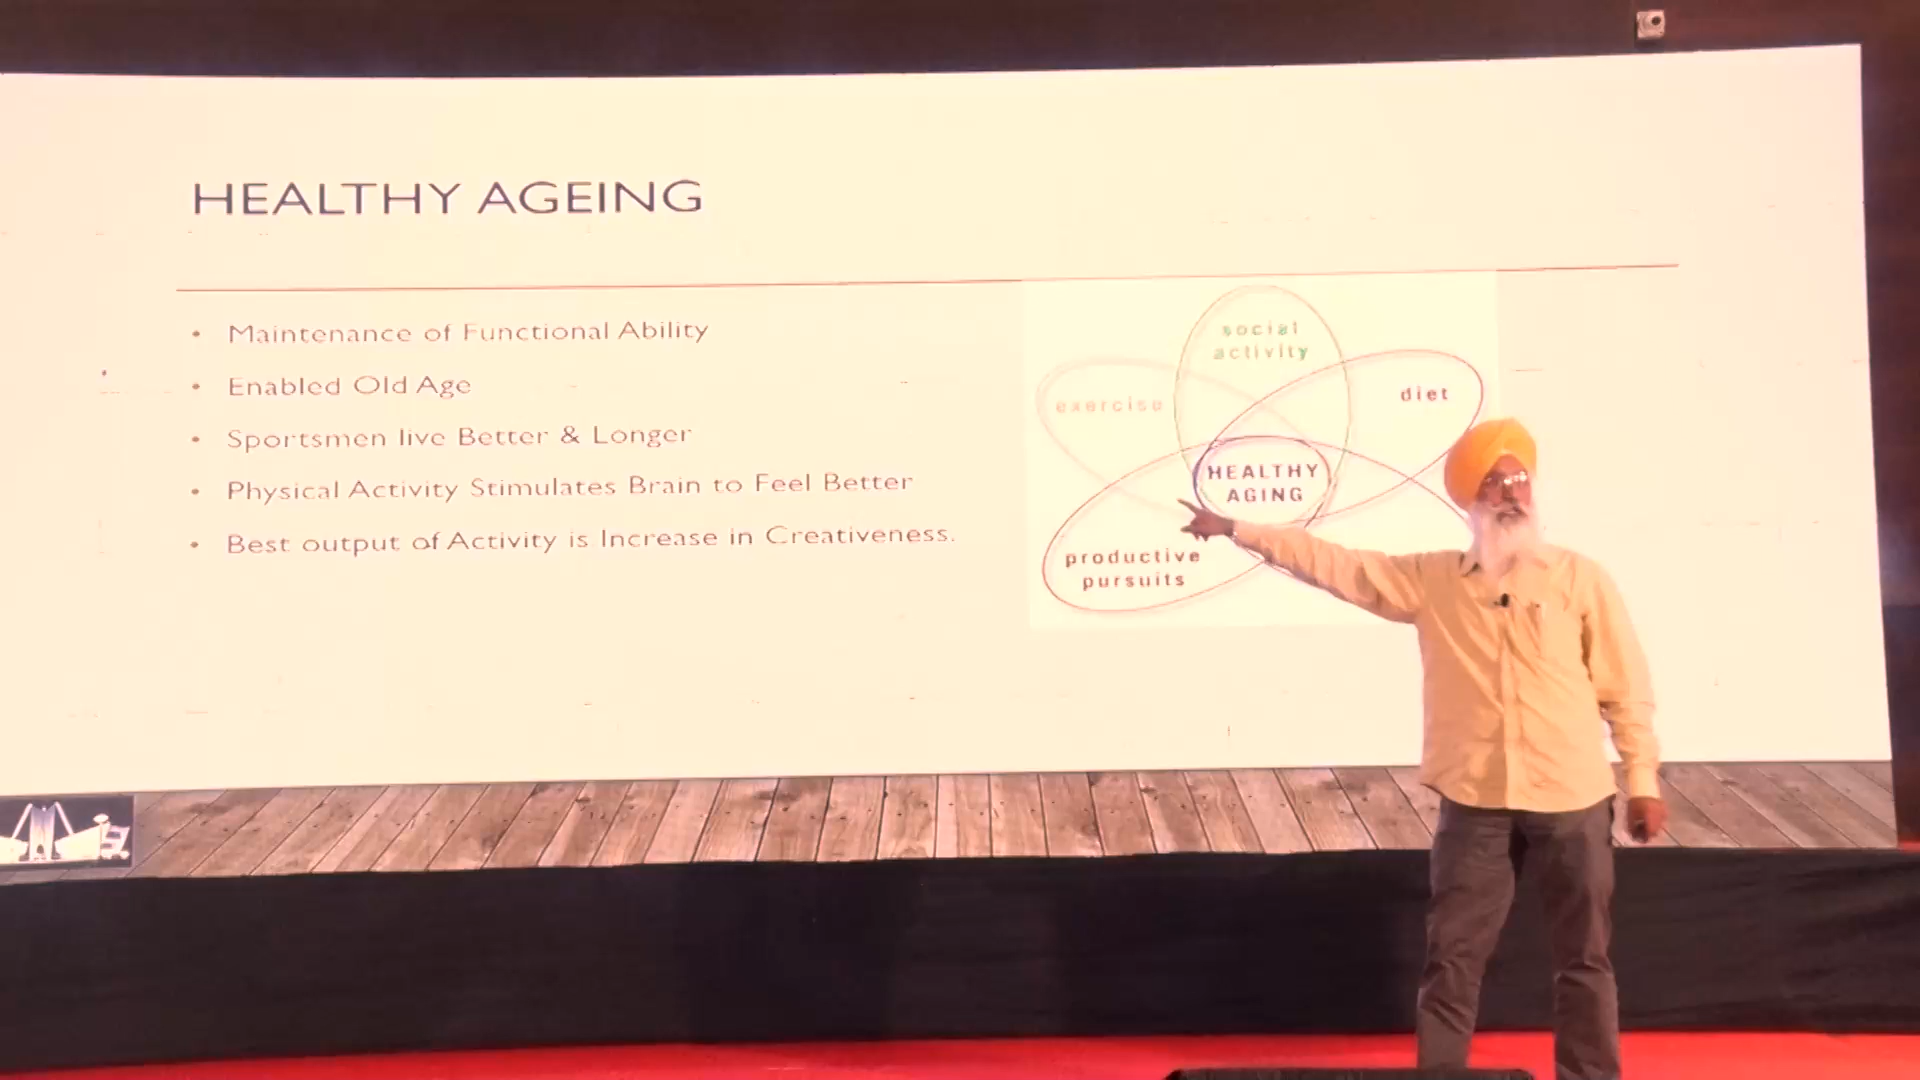 HEALTHY AGEING
• Maintenance of Functional Ability
• Enabled Old Age
• Sportsmen live Better & Longer
• Physical Activity Stimulates Brain to Feel Better
• Best output of Activity is Increase in Creativeness.
social
activity
exercise
diet
HEALTHY
AGING
productive
pursuits